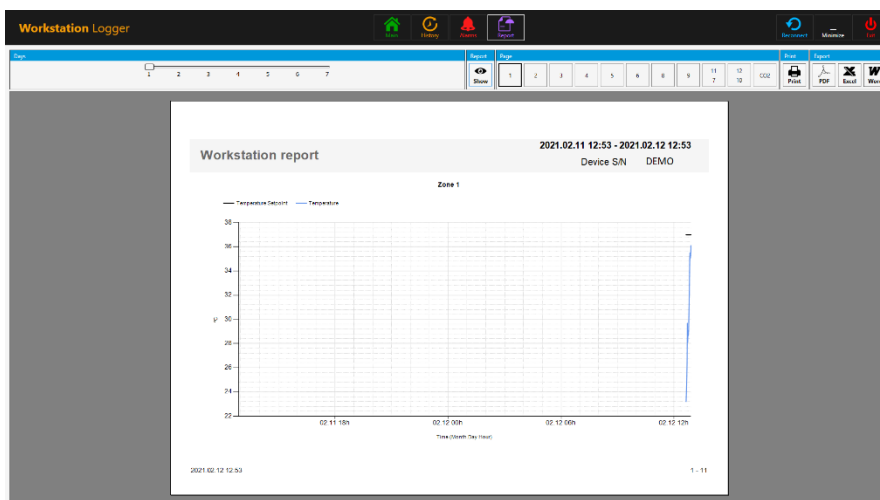 Workstation Logger
Main History Alarms Report Reconnect Minimize Exit
Days Report Page Print Export
1 2 3 4 5 6 7
Show 1 2 3 4 5 6 8 9 11 7 12 10 CO2 Print PDF Excel Word
Workstation report
2021.02.11 12:53 - 2021.02.12 12:53
Device S/N DEMO
Zone 1
Temperature Setpoint Temperature
38
36
34
32
°C 30
28
26
24
22
02.11 18h 02.12 00h 02.12 06h 02.12 12h
Time (Month Day Hour)
2021.02.12 12:53 1 - 11